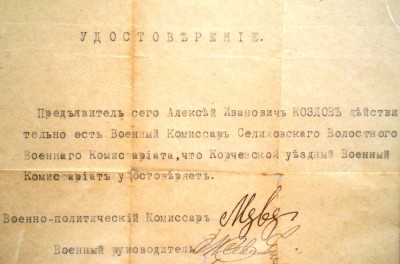 УДОСТОВѢРЕНІЕ.
Предъявитель сего Алексѣй Ивановичъ КОЗЛОВЪ дѣйстви
тельно есть Военный Комиссаръ Селиховскаго Волостного
Военнаго Комиссаріата, что Корчевской уѣздный Военный
Комиссаріатъ удостовѣряетъ.
Военно-политическій Комиссаръ
Военный руководитель